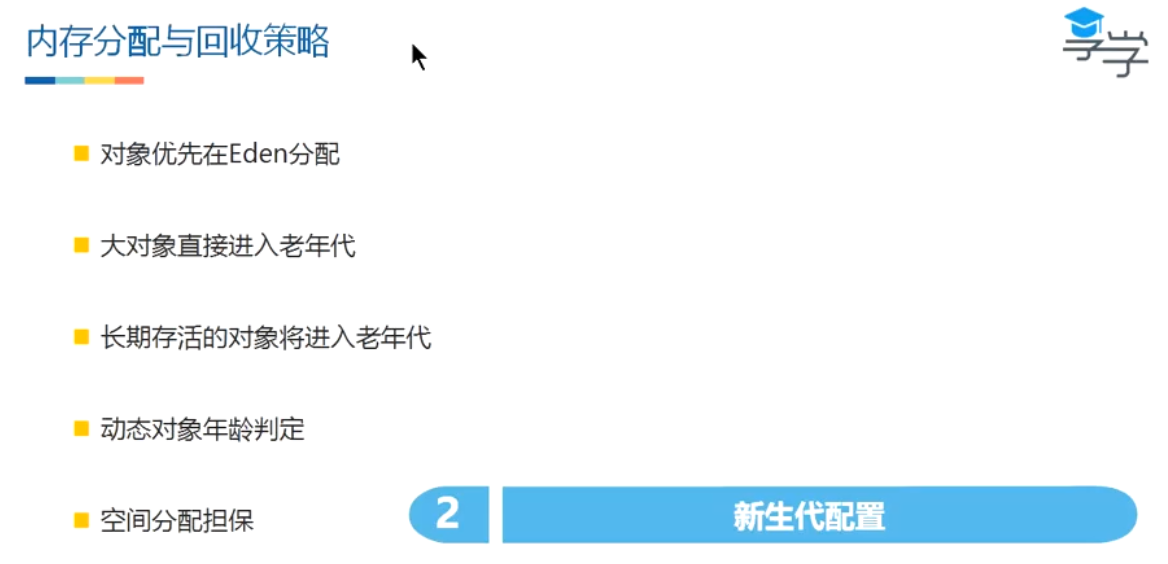 内存分配与回收策略
享学
对象优先在Eden分配
大对象直接进入老年代
长期存活的对象将进入老年代
动态对象年龄判定
空间分配担保
2 新生代配置